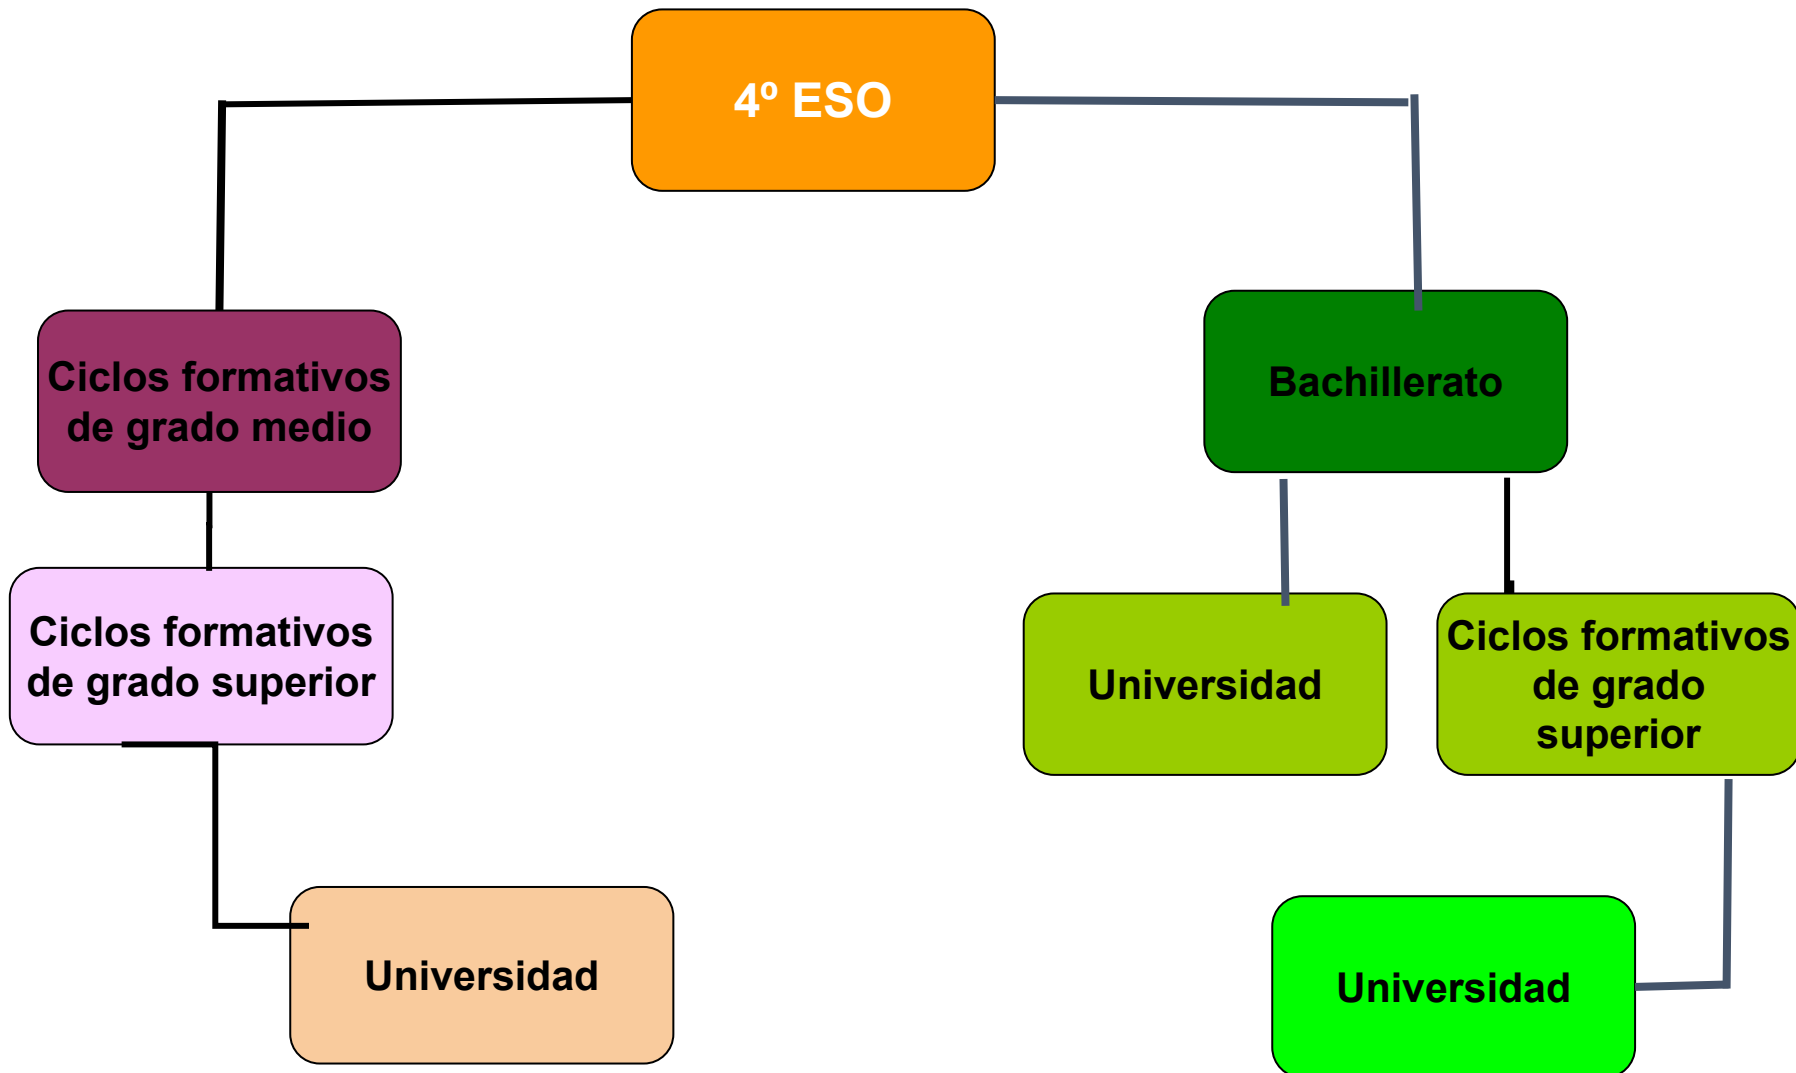 4º ESO
Ciclos formativos
de grado medio
Bachillerato
Ciclos formativos
de grado superior
Universidad
Ciclos formativos
de grado
superior
Universidad
Universidad